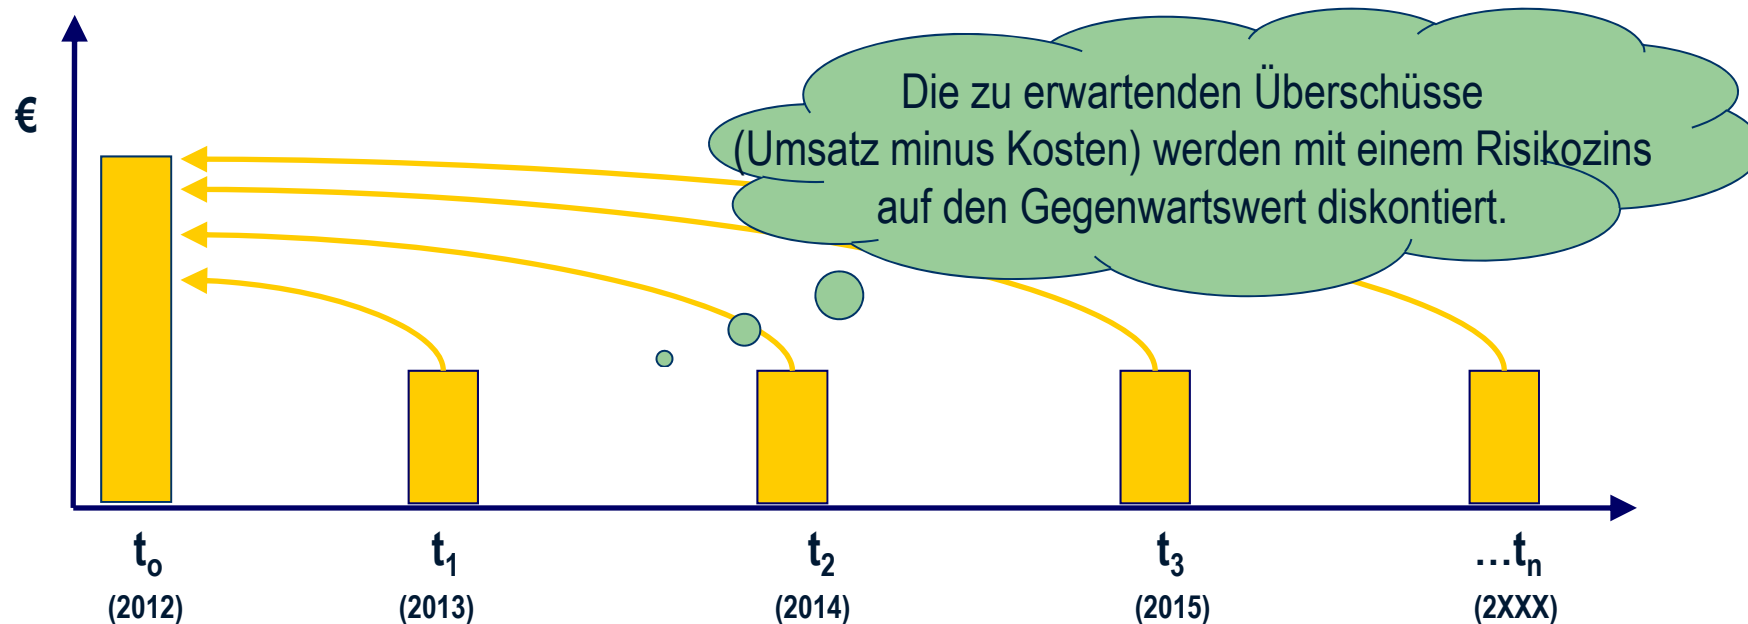 €
Die zu erwartenden Überschüsse
(Umsatz minus Kosten) werden mit einem Risikozins
auf den Gegenwartswert diskontiert.
to t1 t2 t3 …tn
(2012) (2013) (2014) (2015) (2XXX)